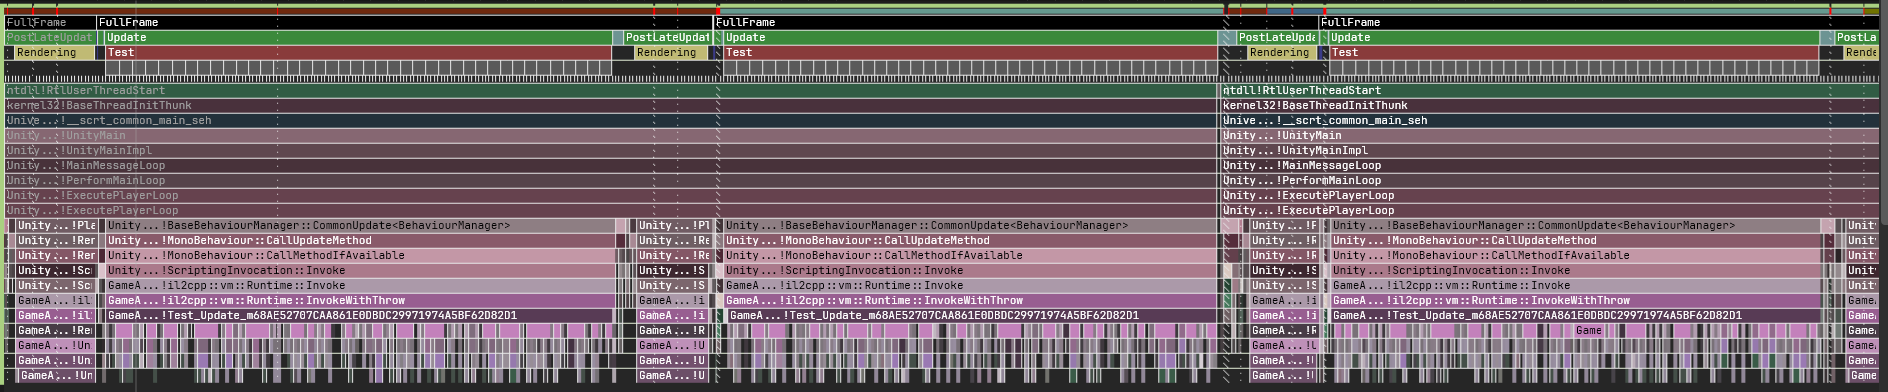 FullFrame FullFrame FullFrame FullFrame
PostLateUpdat Update PostLateUpdat Update PostLateUpda Update PostLa
Rendering Test Rendering Test Rendering Test Rende
ntdll!RtlUserThreadStart ntdll!RtlUserThreadStart
kernel32!BaseThreadInitThunk kernel32!BaseThreadInitThunk
Unive...!__scrt_common_main_seh Unive...!__scrt_common_main_seh
Unity...!UnityMain Unity...!UnityMain
Unity...!UnityMainImpl Unity...!UnityMainImpl
Unity...!MainMessageLoop Unity...!MainMessageLoop
Unity...!PerformMainLoop Unity...!PerformMainLoop
Unity...!ExecutePlayerLoop Unity...!ExecutePlayerLoop
Unity...!ExecutePlayerLoop Unity...!ExecutePlayerLoop
Unity...!Pla Unity...!BaseBehaviourManager::CommonUpdate<BehaviourManager> Unity...!Pl Unity...!BaseBehaviourManager::CommonUpdate<BehaviourManager> Unity...!P Unity...!BaseBehaviourManager::CommonUpdate<BehaviourManager> Unit
Unity...!Rer Unity...!MonoBehaviour::CallUpdateMethod Unity...!Re Unity...!MonoBehaviour::CallUpdateMethod Unity...!R Unity...!MonoBehaviour::CallUpdateMethod Unit
Unity...!Rer Unity...!MonoBehaviour::CallMethodIfAvailable Unity...!Re Unity...!MonoBehaviour::CallMethodIfAvailable Unity...!R Unity...!MonoBehaviour::CallMethodIfAvailable Unit
Unity...!Sc Unity...!ScriptingInvocation::Invoke Unity...!S Unity...!ScriptingInvocation::Invoke Unity...!S Unity...!ScriptingInvocation::Invoke Unit
Unity...!Sc GameA...!il2cpp::vm::Runtime::Invoke Unity...!S GameA...!il2cpp::vm::Runtime::Invoke Unity...!S GameA...!il2cpp::vm::Runtime::Invoke Unit
GameA...!il GameA...!il2cpp::vm::Runtime::InvokeWithThrow GameA...!i GameA...!il2cpp::vm::Runtime::InvokeWithThrow GameA...!i GameA...!il2cpp::vm::Runtime::InvokeWithThrow Game
GameA...!il GameA...!Test_Update_m68AE52707CAA861E0DBDC29971974A5BF62D82D1 GameA...!i GameA...!Test_Update_m68AE52707CAA861E0DBDC29971974A5BF62D82D1 GameA...!i GameA...!Test_Update_m68AE52707CAA861E0DBDC29971974A5BF62D82D1 Game
GameA...!Re GameA...!R GameA...!R Game Game
GameA...!Un GameA...!U GameA...!U Game
GameA...!Un GameA...!U GameA...!U Game
GameA...!Un GameA...!U GameA...! Game